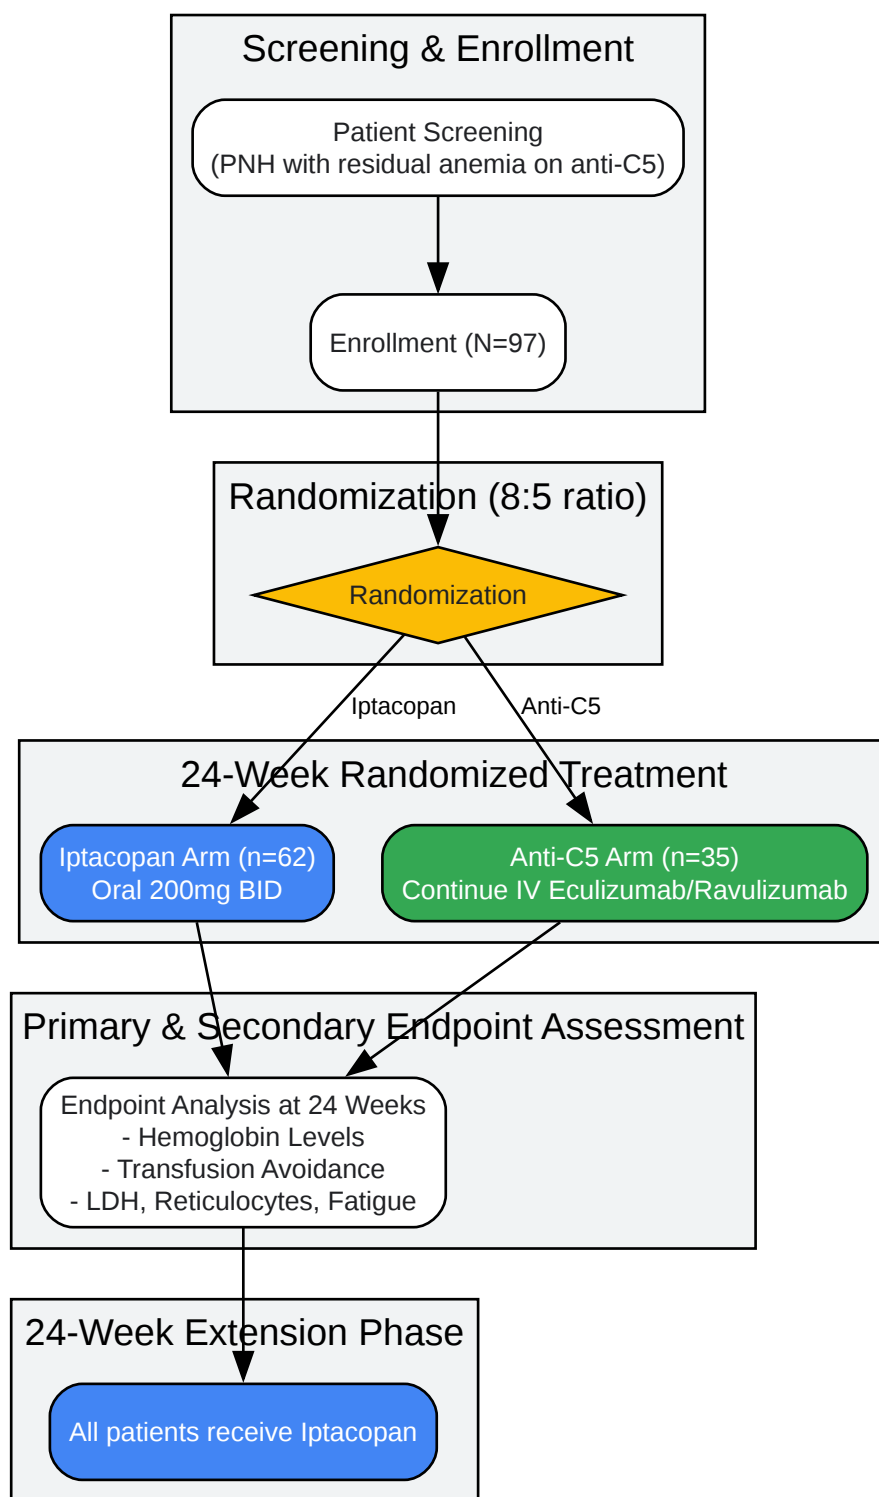 Screening & Enrollment
Patient Screening
(PNH with residual anemia on anti-C5)
Enrollment (N=97)
Randomization (8:5 ratio)
Randomization
Iptacopan
Anti-C5
24-Week Randomized Treatment
Iptacopan Arm (n=62)
Oral 200mg BID
Anti-C5 Arm (n=35)
Continue IV Eculizumab/Ravulizumab
Primary & Secondary Endpoint Assessment
Endpoint Analysis at 24 Weeks
- Hemoglobin Levels
- Transfusion Avoidance
- LDH, Reticulocytes, Fatigue
24-Week Extension Phase
All patients receive Iptacopan